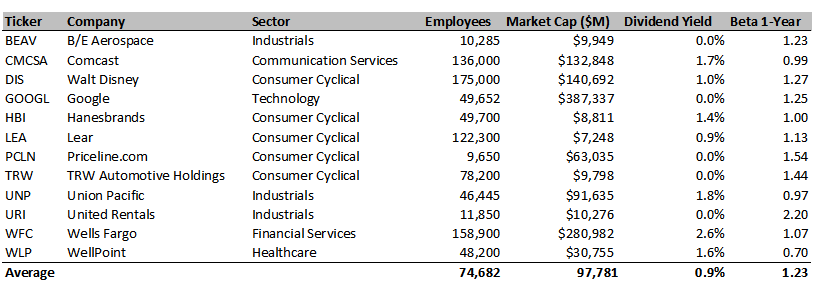 Ticker Company Sector Employees Market Cap ($M) Dividend Yield Beta 1-Year
BEAV B/E Aerospace Industrials 10,285 $9,949 0.0% 1.23
CMCSA Comcast Communication Services 136,000 $132,848 1.7% 0.99
DIS Walt Disney Consumer Cyclical 175,000 $140,692 1.0% 1.27
GOOGL Google Technology 49,652 $387,337 0.0% 1.25
HBI Hanesbrands Consumer Cyclical 49,700 $8,811 1.4% 1.00
LEA Lear Consumer Cyclical 122,300 $7,248 0.9% 1.13
PCLN Priceline.com Consumer Cyclical 9,650 $63,035 0.0% 1.54
TRW TRW Automotive Holdings Consumer Cyclical 78,200 $9,798 0.0% 1.44
UNP Union Pacific Industrials 46,445 $91,635 1.8% 0.97
URI United Rentals Industrials 11,850 $10,276 0.0% 2.20
WFC Wells Fargo Financial Services 158,900 $280,982 2.6% 1.07
WLP WellPoint Healthcare 48,200 $30,755 1.6% 0.70
Average 74,682 97,781 0.9% 1.23